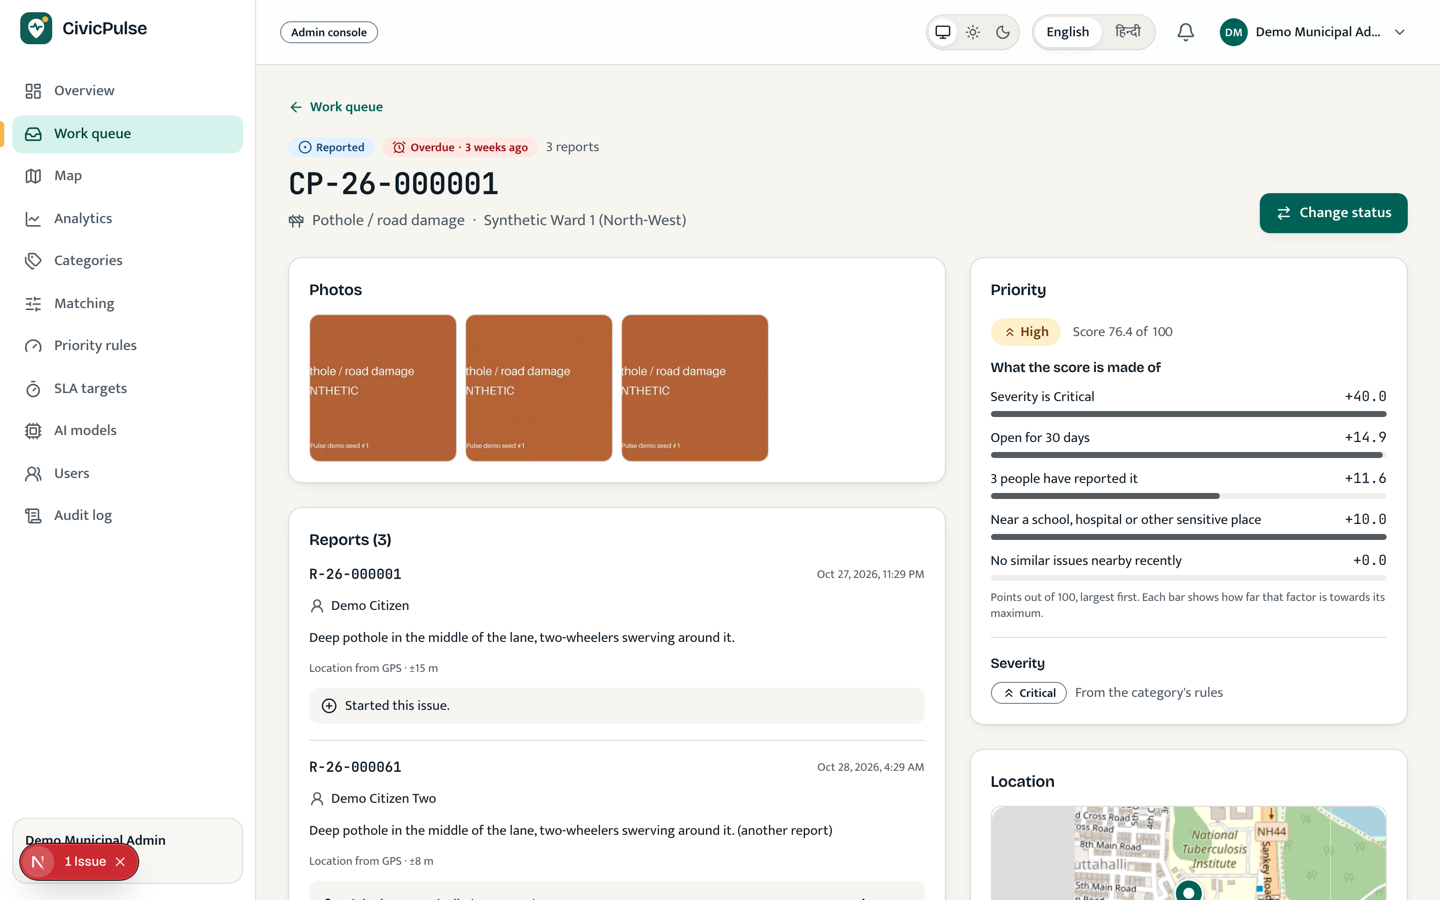 CivicPulse
Admin console
English
हिन्दी
DM
Demo Municipal Ad...
Overview
Work queue
Map
Analytics
Categories
Matching
Priority rules
SLA targets
AI models
Users
Audit log
Demo Municipal Admin
N
1 Issue
Work queue
Reported
Overdue · 3 weeks ago
3 reports
CP-26-000001
Pothole / road damage · Synthetic Ward 1 (North-West)
Change status
Photos
thole / road damage
NTHETIC
Pulse demo seed #1
thole / road damage
NTHETIC
Pulse demo seed #1
thole / road damage
NTHETIC
Pulse demo seed #1
Reports (3)
R-26-000001
Oct 27, 2026, 11:29 PM
Demo Citizen
Deep pothole in the middle of the lane, two-wheelers swerving around it.
Location from GPS · ±15 m
Started this issue.
R-26-000061
Oct 28, 2026, 4:29 AM
Demo Citizen Two
Deep pothole in the middle of the lane, two-wheelers swerving around it. (another report)
Location from GPS · ±8 m
Priority
High
Score 76.4 of 100
What the score is made of
Severity is Critical
+40.0
Open for 30 days
+14.9
3 people have reported it
+11.6
Near a school, hospital or other sensitive place
+10.0
No similar issues nearby recently
+0.0
Points out of 100, largest first. Each bar shows how far that factor is towards its
maximum.
Severity
Critical
From the category's rules
Location
d Cross Road
oss Road
8th Main Road
uttahalli
5th Main Road
National
Tuberculosis
Institute
NH44
Sankey Road